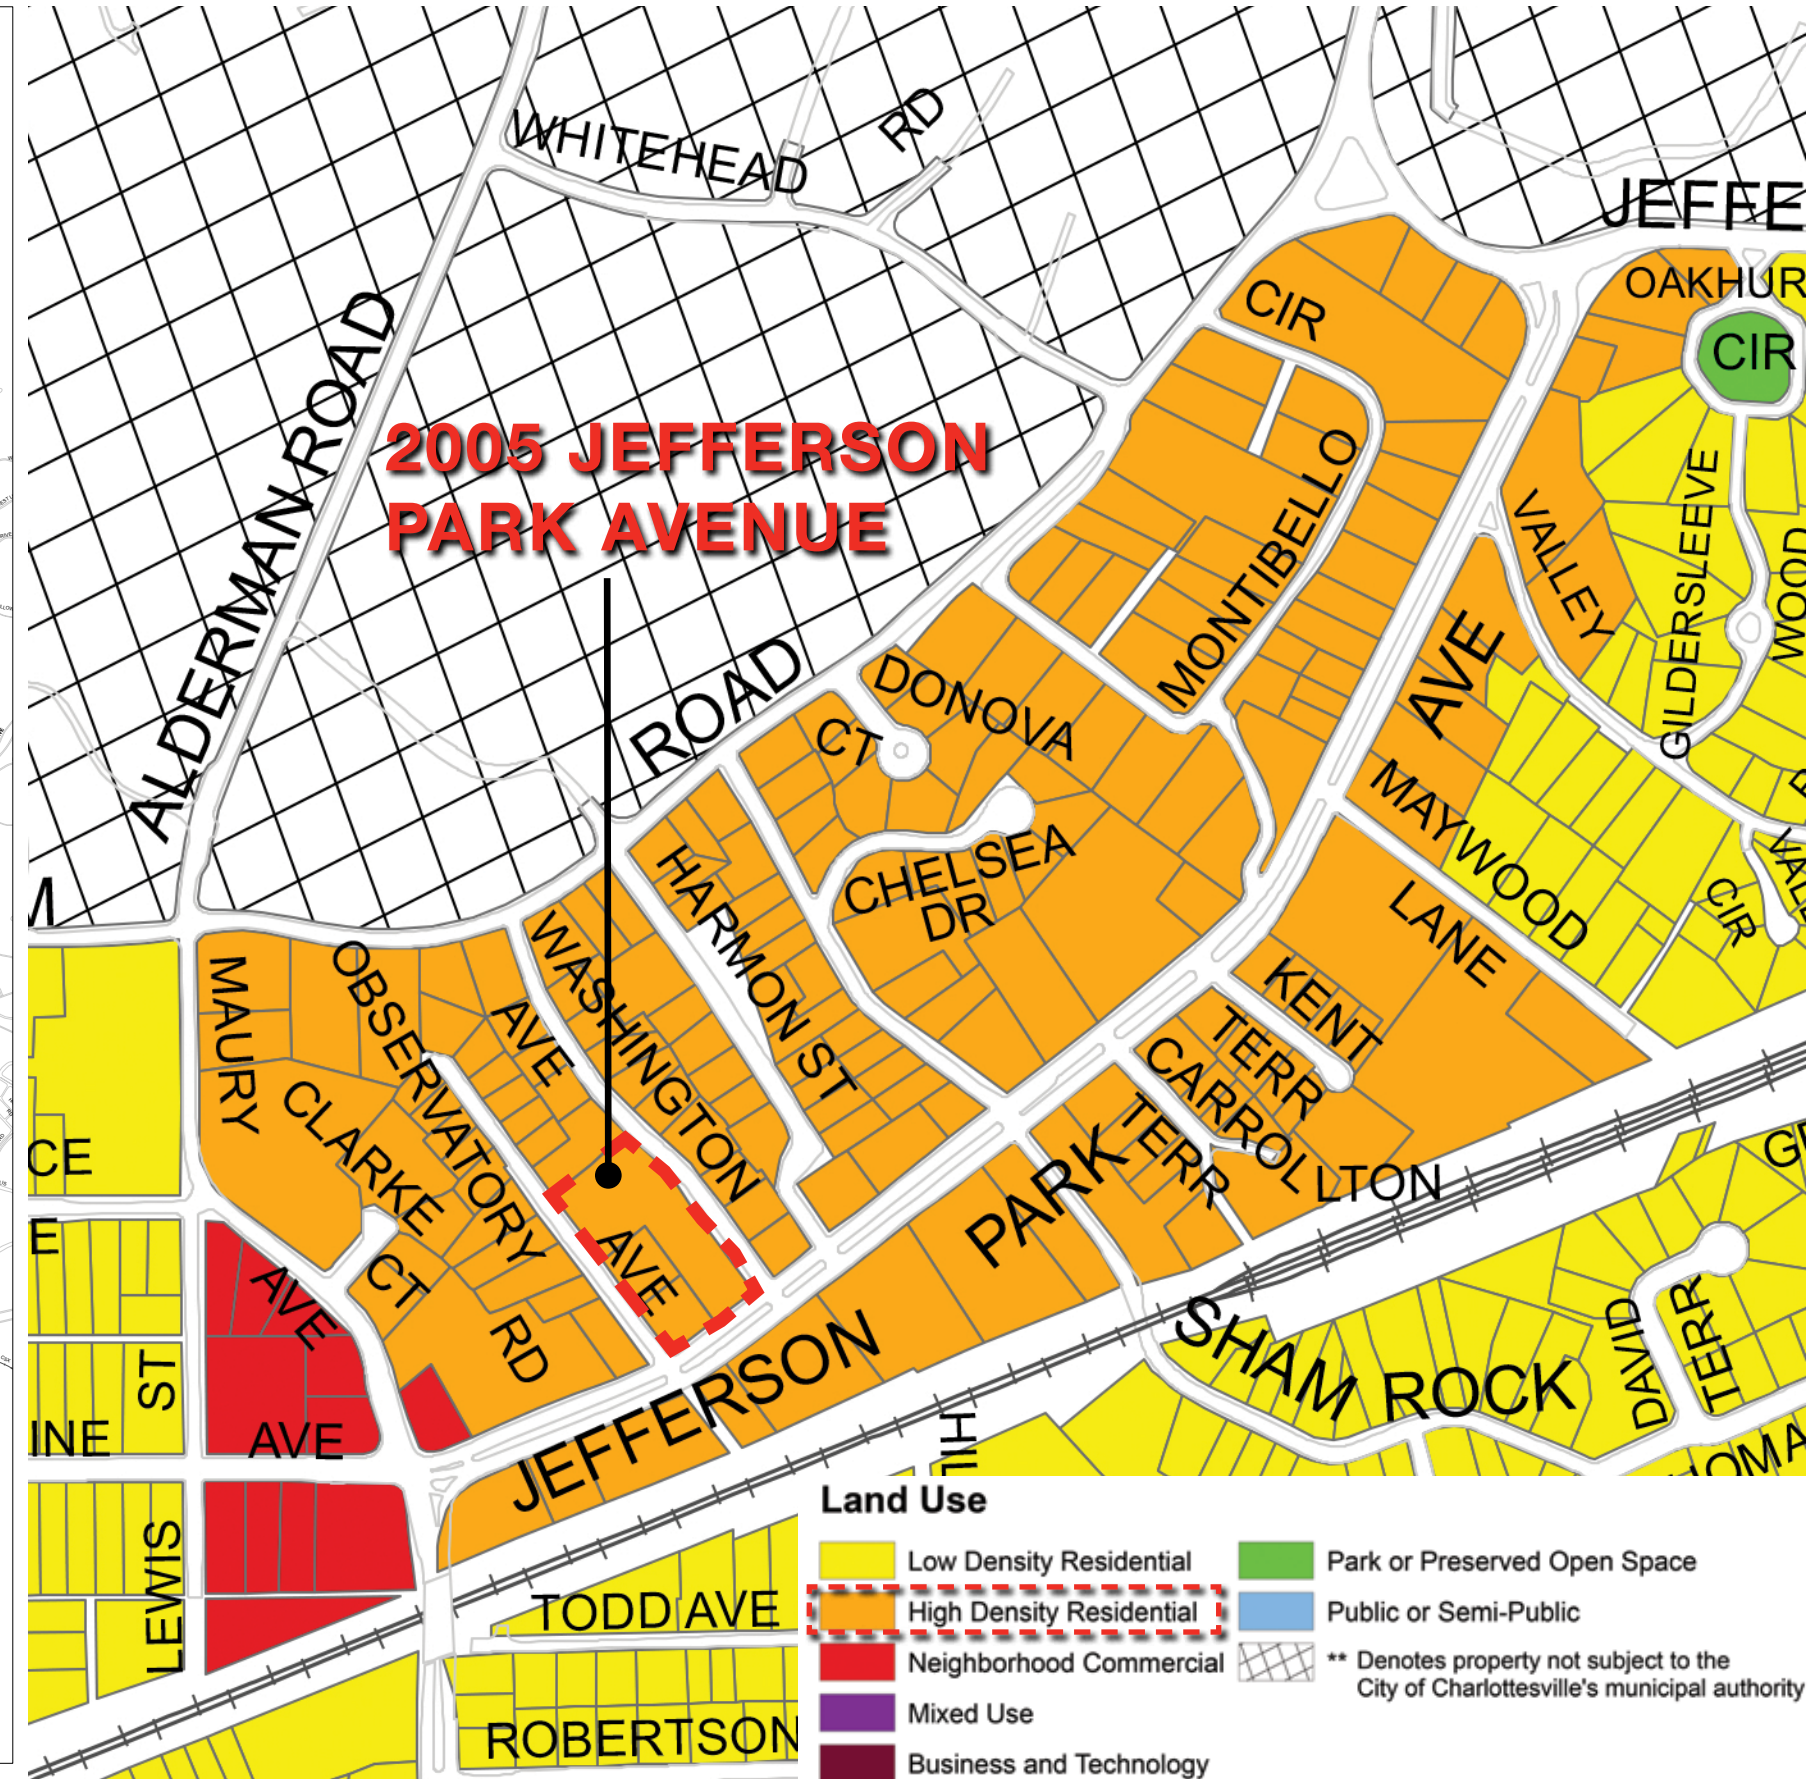 WHITEHEAD
RD
JEFFE
OAKHUR
CIR
CIR
ALDERMAN ROAD
2005 JEFFERSON
PARK AVENUE
MONTIBELLO
VALLEY
GILDERSLEEVE
WOOD
AVE
ROAD
DONOVA
CT
MAYWOOD
LANE
CIR
CHELSEA
DR
HARMON ST
WASHINGTON
AVE
OBSERVATORY
AVE
MAURY
AVE
CLARKE
CT
RD
KENT
TERR
CARROL
LTON
TERR
JEFFERSON
PARK
CE
E
ST
INE
AVE
LEWIS
SHAM ROCK
DAVID
TERR
TODD AVE
ROBERTSON
Land Use
Low Density Residential
High Density Residential
Neighborhood Commercial
Mixed Use
Business and Technology
Park or Preserved Open Space
Public or Semi-Public
** Denotes property not subject to the
City of Charlottesville's municipal authority